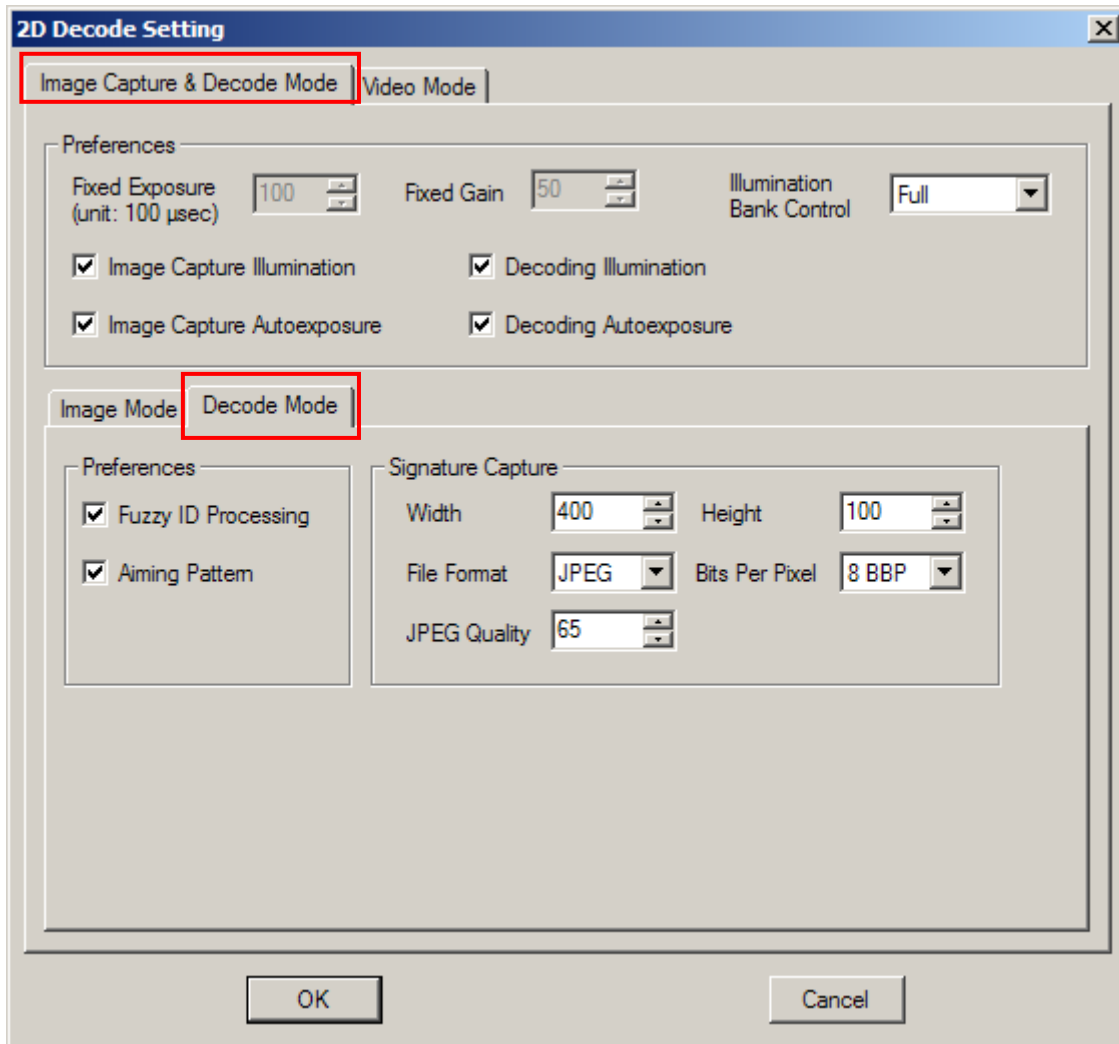 2D Decode Setting
Image Capture & Decode Mode
Video Mode
Preferences
Fixed Exposure
(unit: 100 µsec)
100
Fixed Gain
50
Illumination
Bank Control
Full
Image Capture Illumination
Decoding Illumination
Image Capture Autoexposure
Decoding Autoexposure
Image Mode
Decode Mode
Preferences
Fuzzy ID Processing
Aiming Pattern
Signature Capture
Width
400
Height
100
File Format
JPEG
Bits Per Pixel
8 BBP
JPEG Quality
65
OK
Cancel